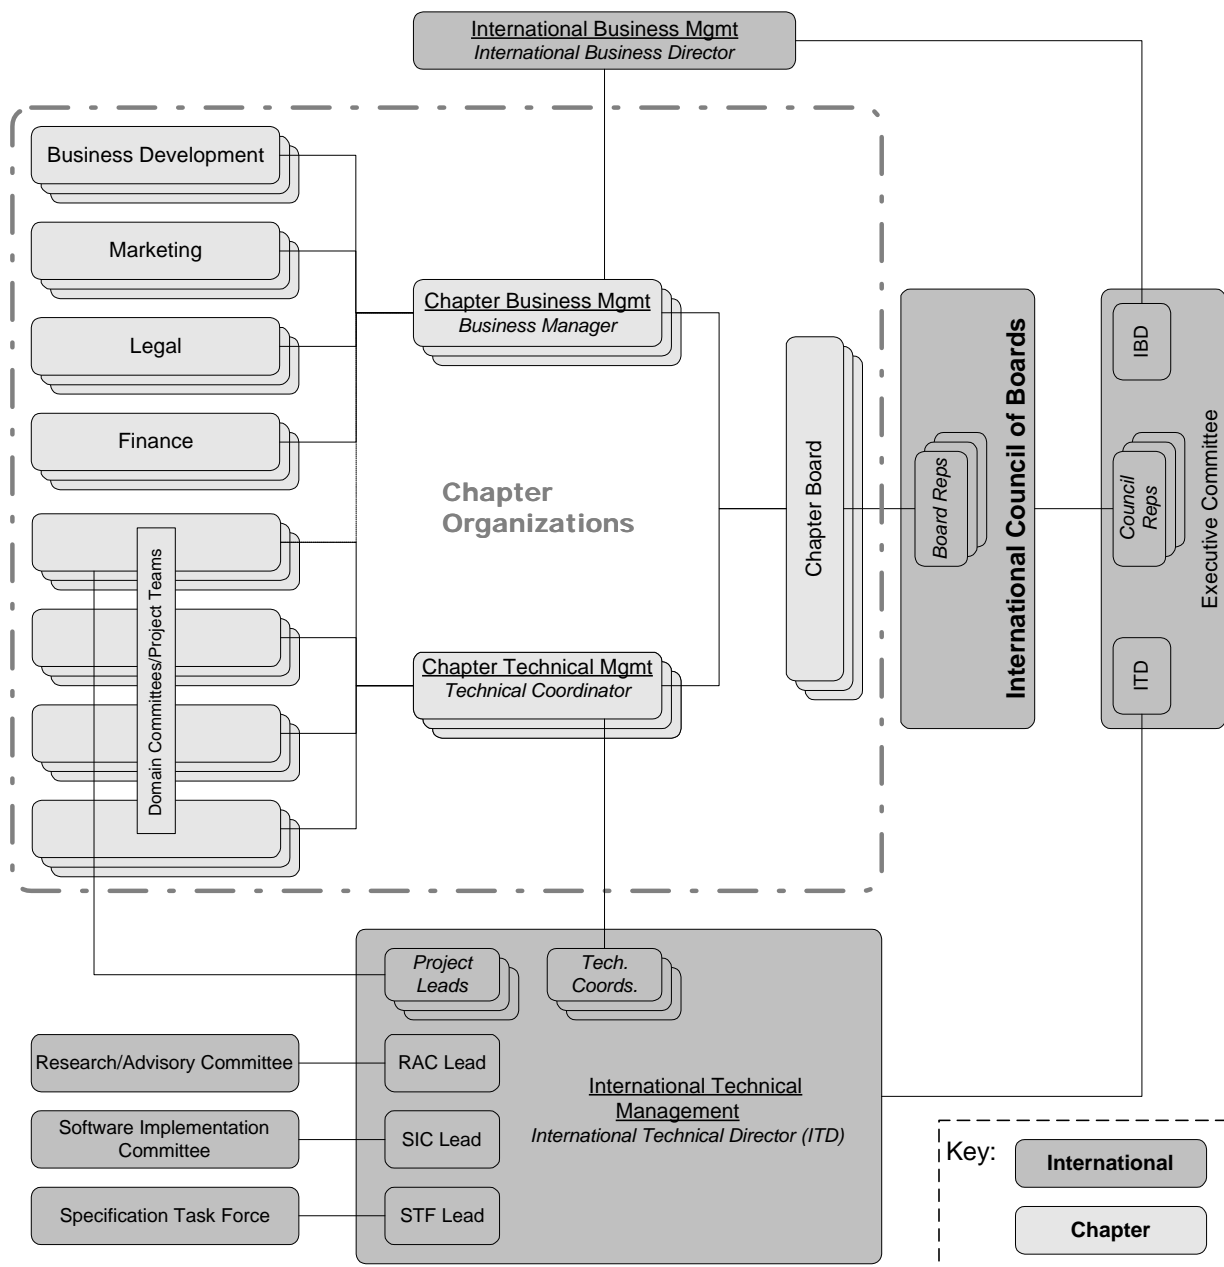 International Business Mgmt
International Business Director
Business Development
Marketing
Legal
Finance
Domain Committees/Project Teams
Chapter Business Mgmt
Business Manager
Chapter
Organizations
Chapter Technical Mgmt
Technical Coordinator
Chapter Board
Board Reps
International Council of Boards
IBD
Council
Reps
ITD
Executive Committee
Project
Leads
Tech.
Coords.
Research/Advisory Committee
RAC Lead
Software Implementation
Committee
SIC Lead
Specification Task Force
STF Lead
International Technical
Management
International Technical Director (ITD)
Key:
International
Chapter